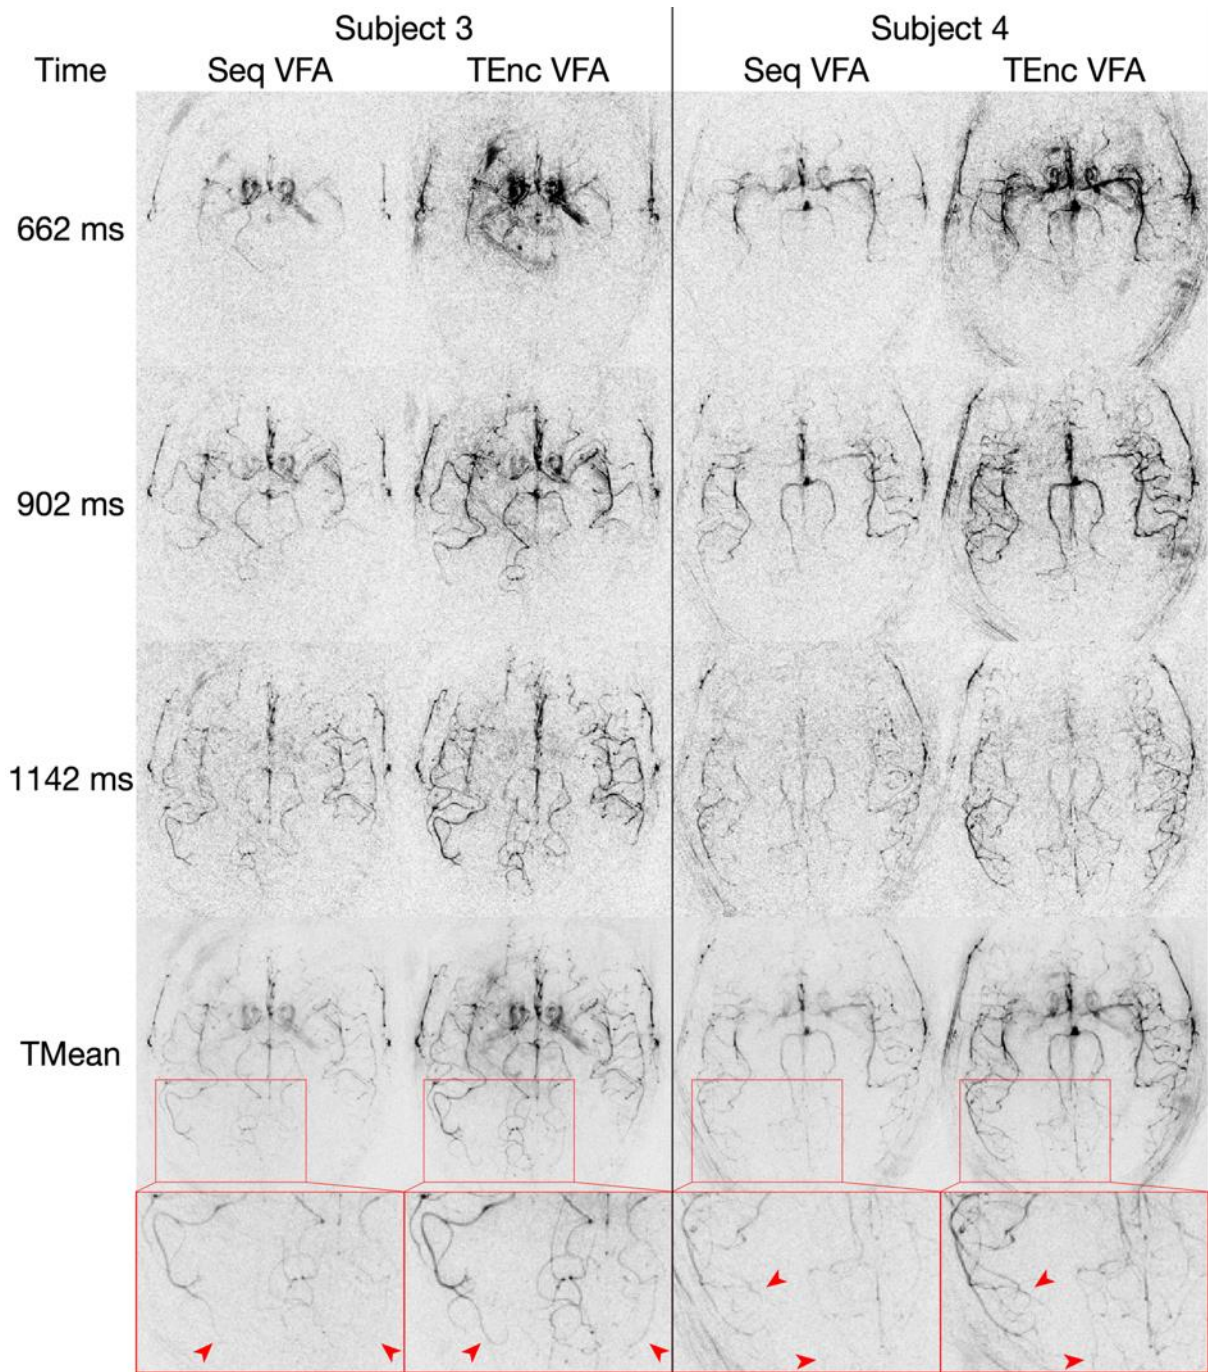 Subject 3 Subject 4
Time Seq VFA TEnc VFA Seq VFA TEnc VFA
662 ms
902 ms
1142 ms
TMean